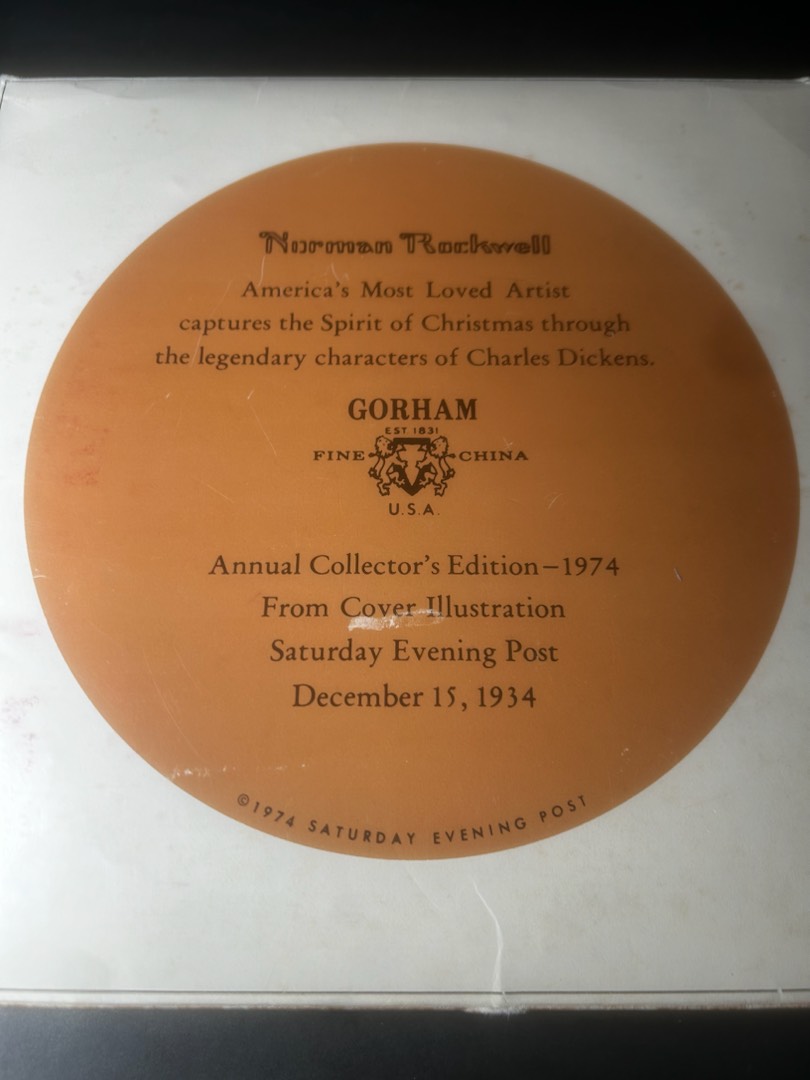 Norman Rockwell
America's Most Loved Artist
captures the Spirit of Christmas through
the legendary characters of Charles Dickens.
GORHAM
EST 1831
FINE CHINA
U.S.A.
Annual Collector's Edition–1974
From Cover Illustration
Saturday Evening Post
December 15, 1934
©1974 SATURDAY EVENING POST